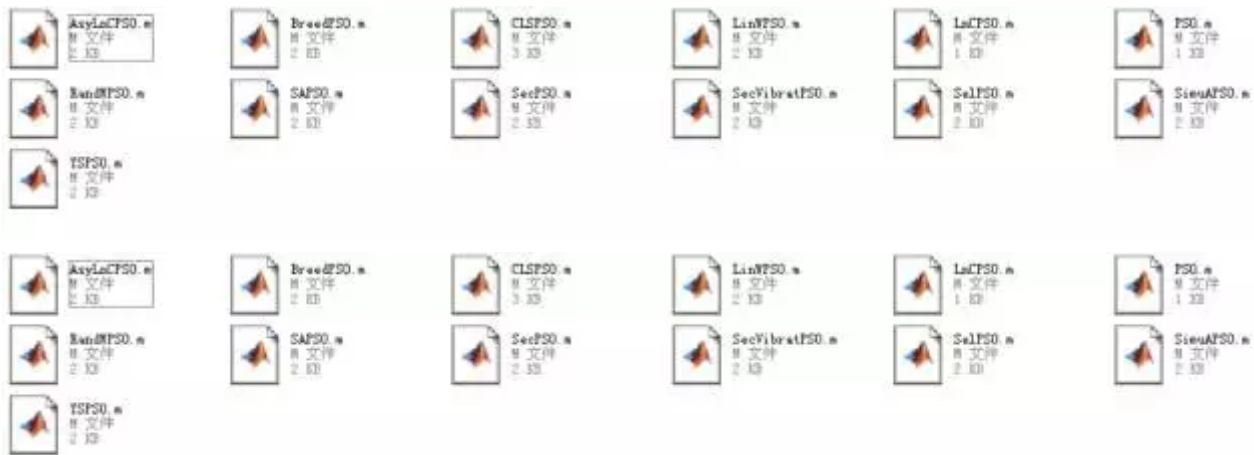 AsyLnCPSO.m
M 文件
2 KB
BreedPSO.m
M 文件
2 KB
CLSPSO.m
M 文件
3 KB
LinWPSO.m
M 文件
2 KB
LnCPSO.m
M 文件
1 KB
PSO.m
M 文件
1 KB
RandWPSO.m
M 文件
2 KB
SAPSO.m
M 文件
2 KB
SecPSO.m
M 文件
2 KB
SecVibratPSO.m
M 文件
2 KB
SelPSO.m
M 文件
2 KB
SimuAPSO.m
M 文件
2 KB
YSPSO.m
M 文件
2 KB
AsyLnCPSO.m
M 文件
2 KB
BreedPSO.m
M 文件
2 KB
CLSPSO.m
M 文件
3 KB
LinWPSO.m
M 文件
2 KB
LnCPSO.m
M 文件
1 KB
PSO.m
M 文件
1 KB
RandWPSO.m
M 文件
2 KB
SAPSO.m
M 文件
2 KB
SecPSO.m
M 文件
2 KB
SecVibratPSO.m
M 文件
2 KB
SelPSO.m
M 文件
2 KB
SimuAPSO.m
M 文件
2 KB
YSPSO.m
M 文件
2 KB